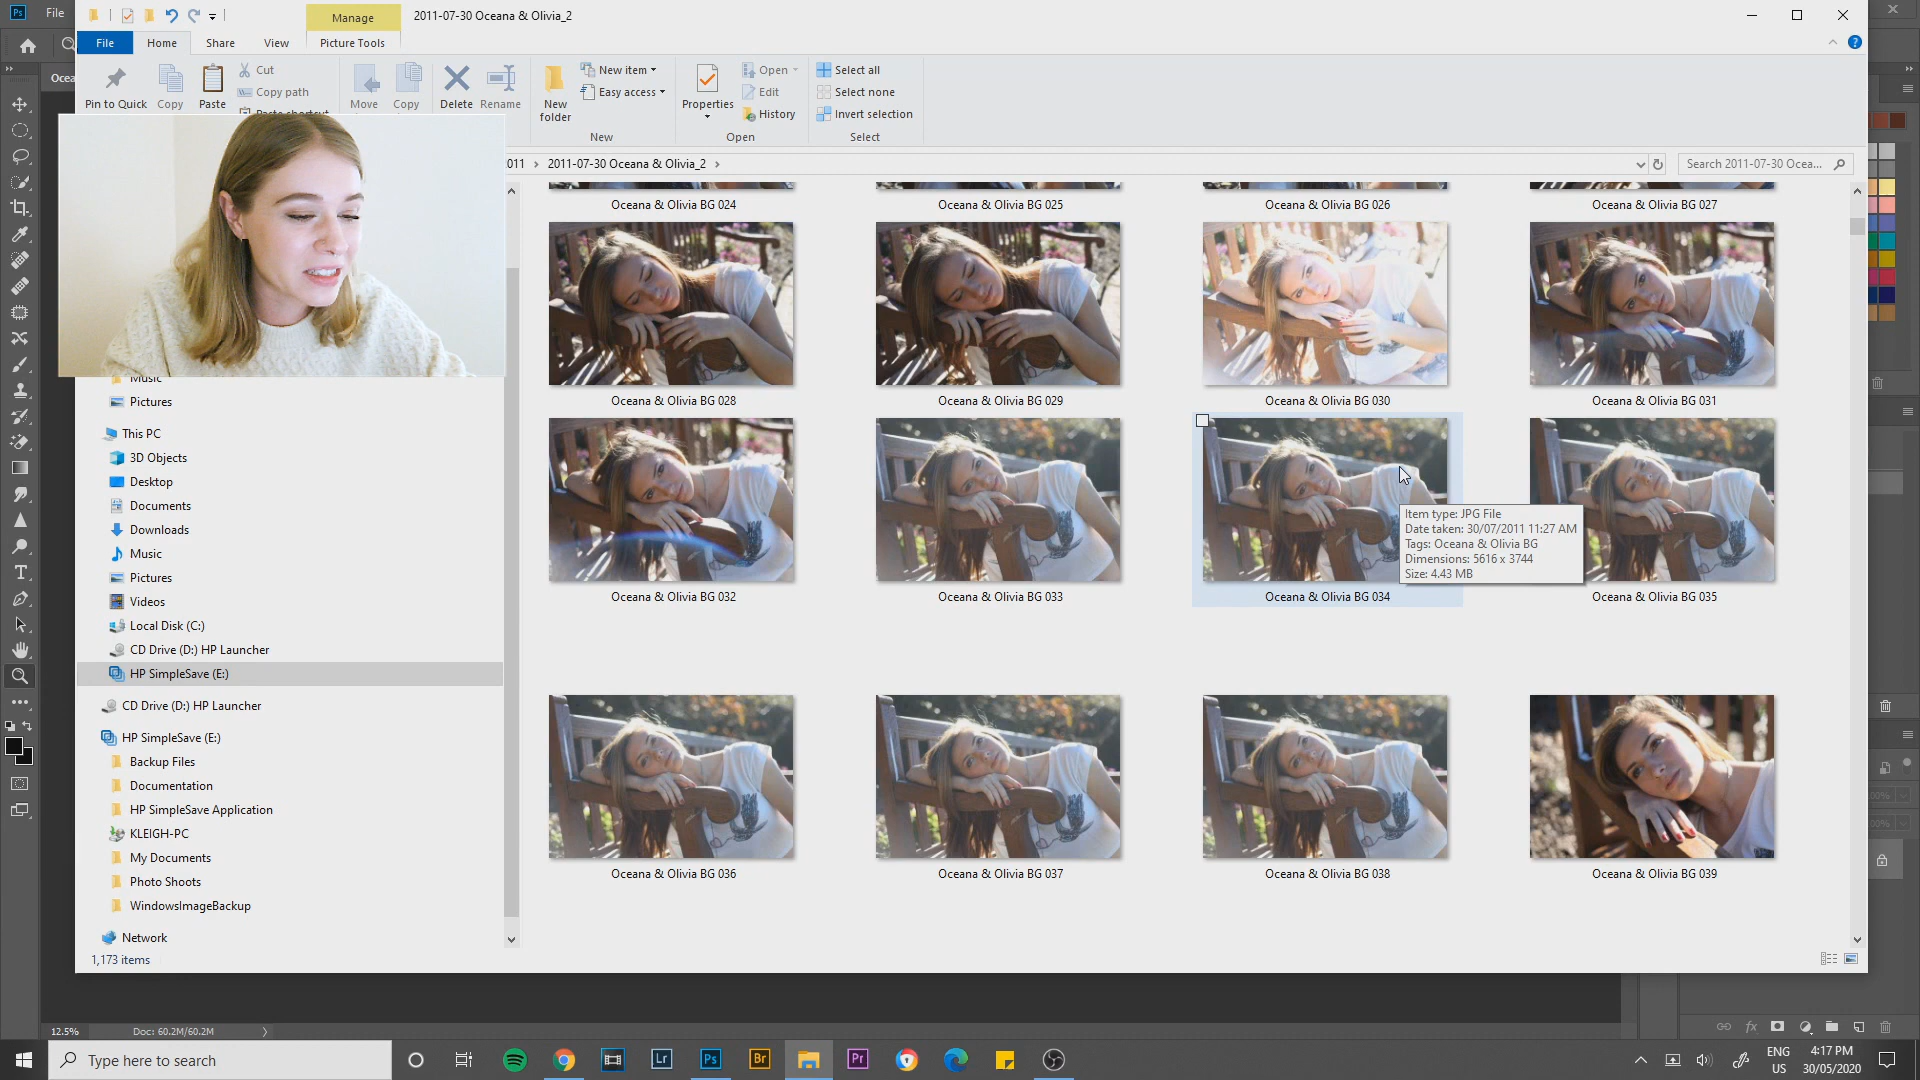 Ps
File
Manage
2011-07-30 Oceana & Olivia_2
File
Home
Share
View
Picture Tools
Ocea
Pin to Quick
Copy
Paste
Cut
Copy path
Paste shortcut
Move
Copy
Delete
Rename
New
folder
New item
Easy access
New
Properties
Open
Edit
History
Open
Select all
Select none
Invert selection
Select
011
2011-07-30 Oceana & Olivia_2
Search 2011-07-30 Ocea...
Oceana & Olivia BG 024
Oceana & Olivia BG 025
Oceana & Olivia BG 026
Oceana & Olivia BG 027
Oceana & Olivia BG 028
Oceana & Olivia BG 029
Oceana & Olivia BG 030
Oceana & Olivia BG 031
Oceana & Olivia BG 032
Oceana & Olivia BG 033
Oceana & Olivia BG 034
Oceana & Olivia BG 035
Item type: JPG File
Date taken: 30/07/2011 11:27 AM
Tags: Oceana & Olivia BG
Dimensions: 5616 x 3744
Size: 4.43 MB
Oceana & Olivia BG 036
Oceana & Olivia BG 037
Oceana & Olivia BG 038
Oceana & Olivia BG 039
Music
Pictures
This PC
3D Objects
Desktop
Documents
Downloads
Music
Pictures
Videos
Local Disk (C:)
CD Drive (D:) HP Launcher
HP SimpleSave (E:)
CD Drive (D:) HP Launcher
HP SimpleSave (E:)
Backup Files
Documentation
HP SimpleSave Application
KLEIGH-PC
My Documents
Photo Shoots
WindowsImageBackup
Network
1,173 items
12.5%
Doc: 60.2M/60.2M
fx
Type here to search
Lr
Ps
Br
Pr
ENG
US
4:17 PM
30/05/2020